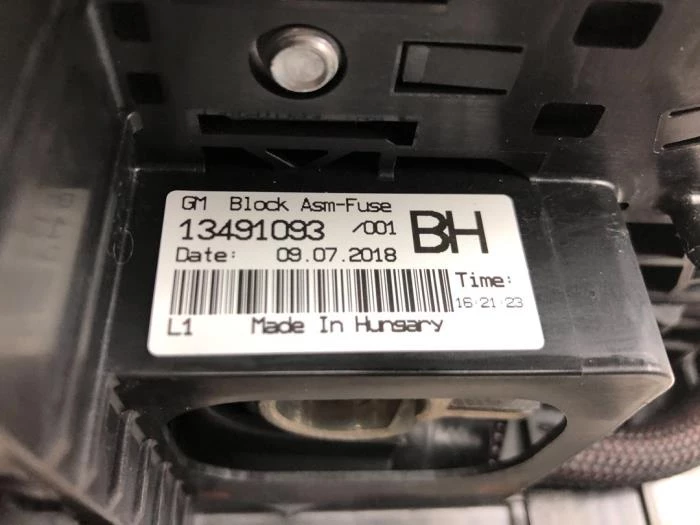 GM Block Asm-Fuse
13491093 /001 BH
Date: 09.07.2018
Time:
16:21:23
L1 Made In Hungary